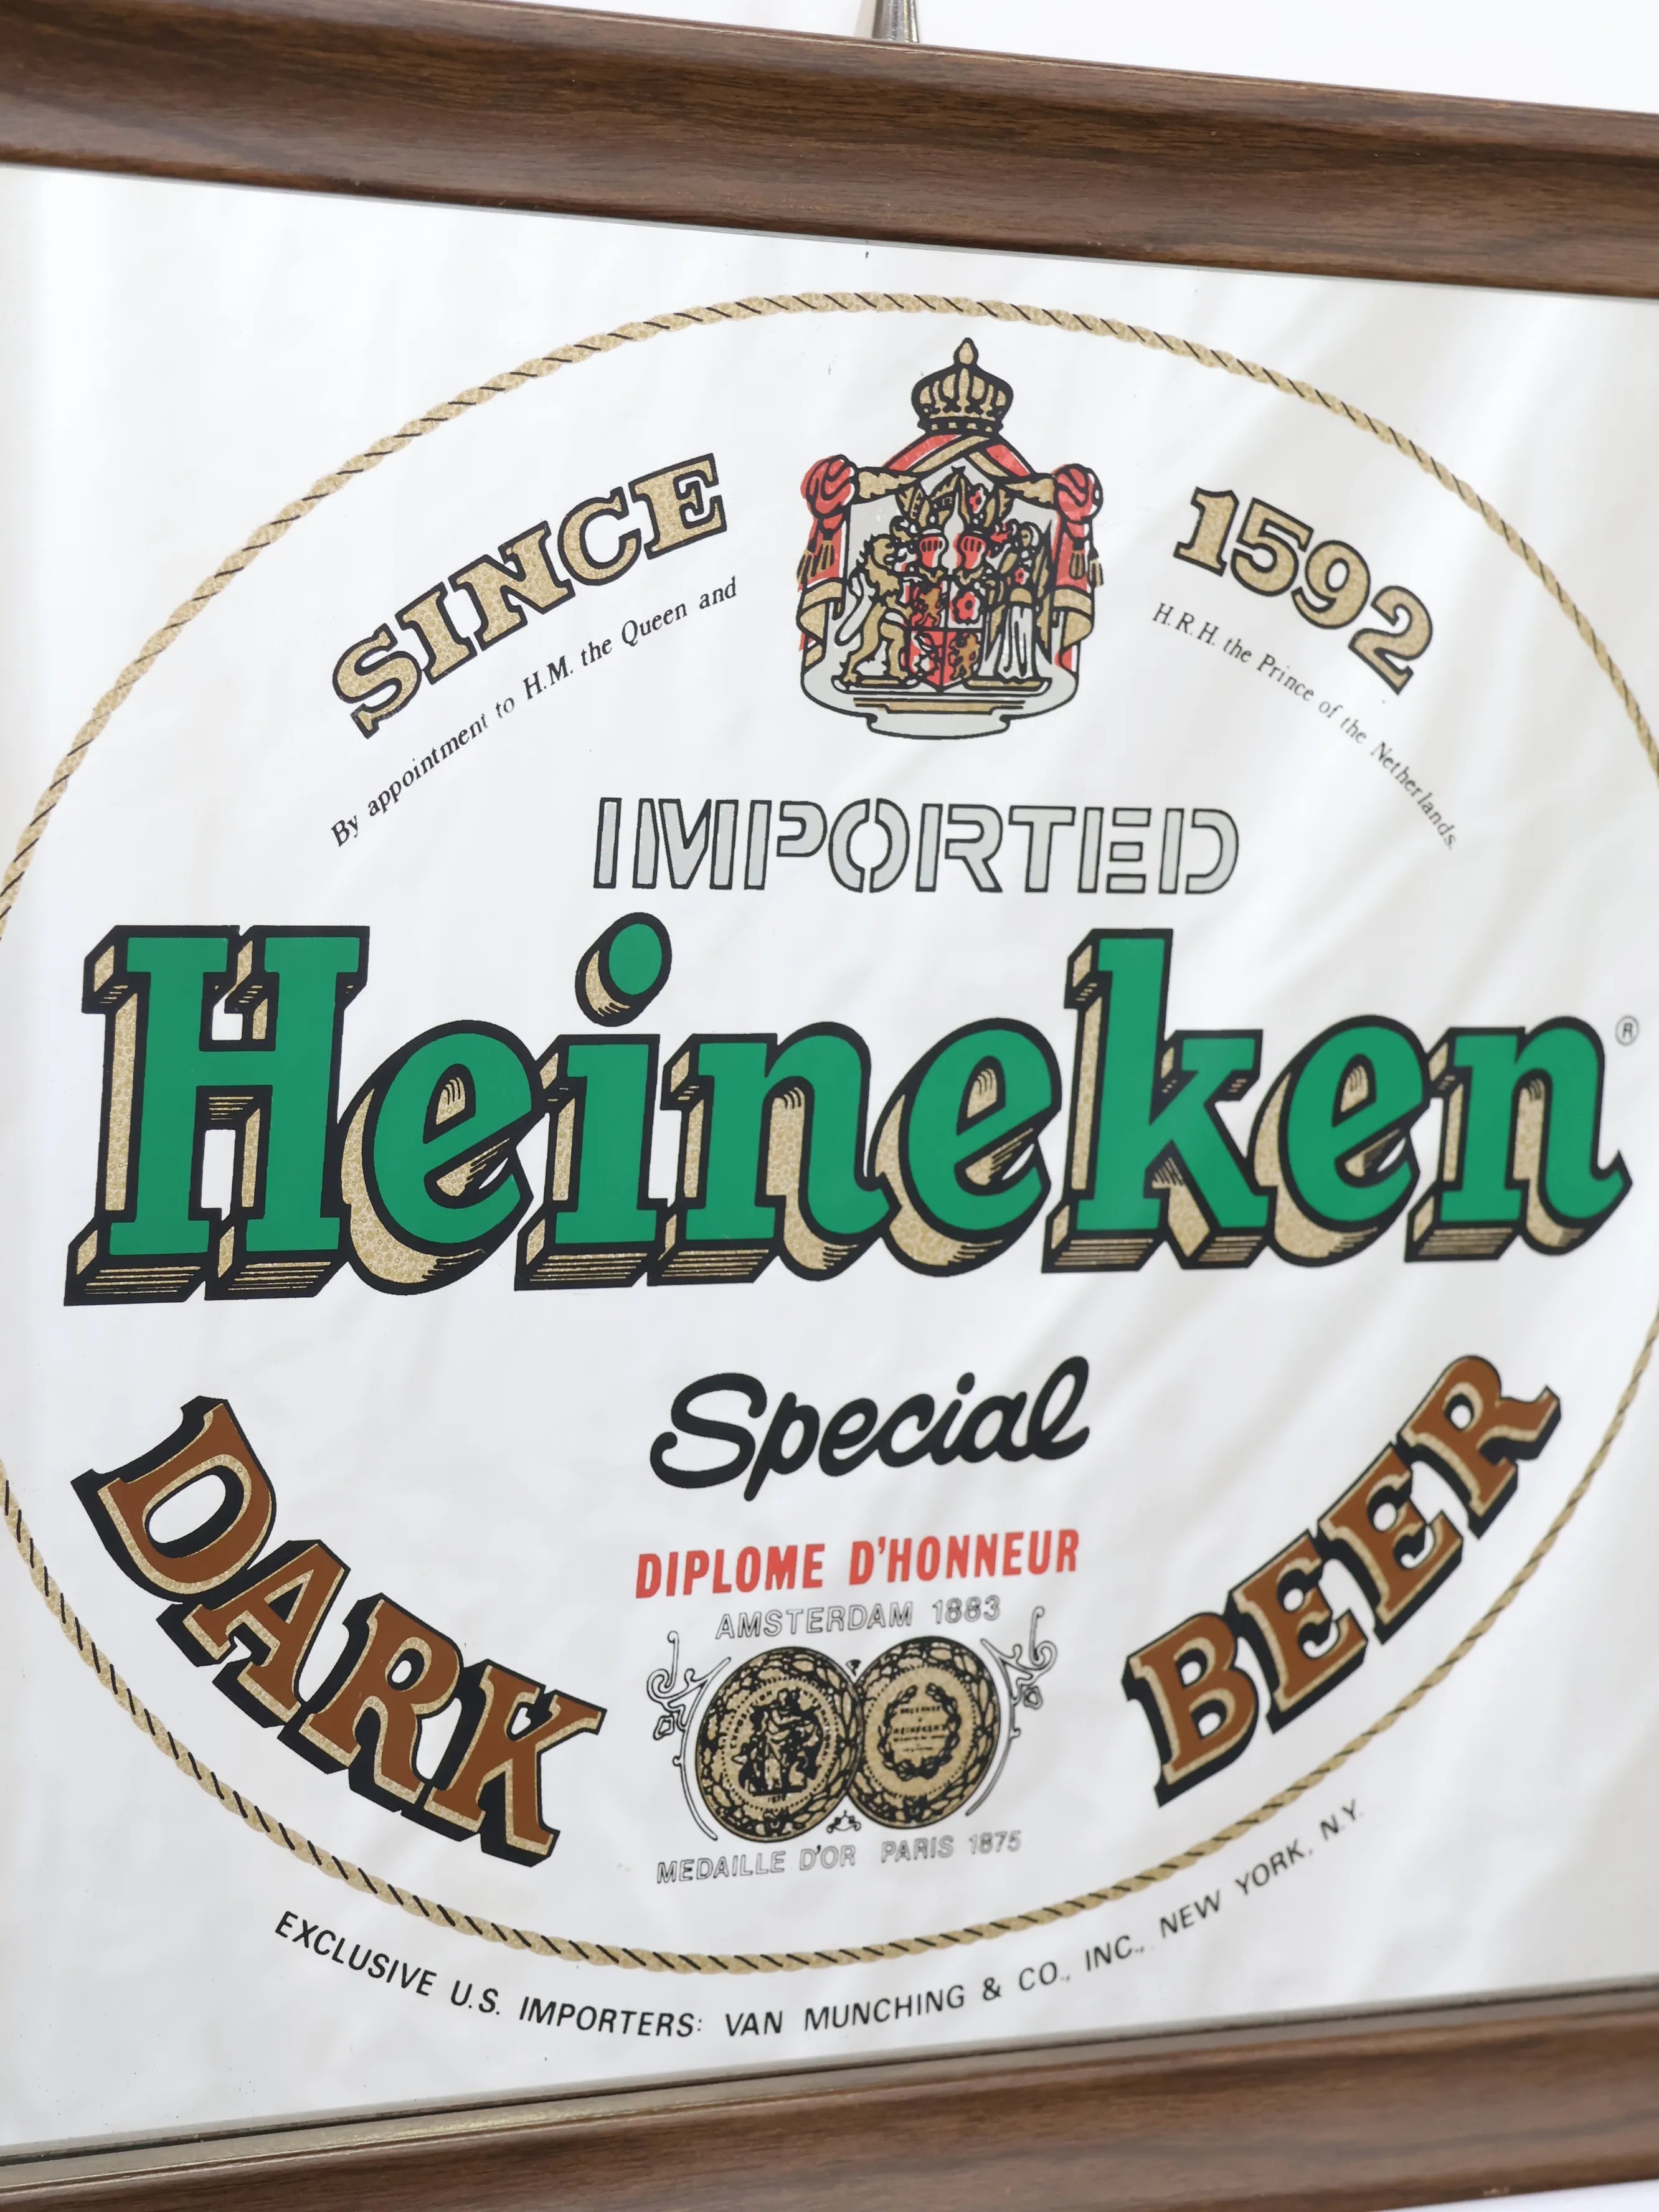 SINCE 1592
By appointment to H.M. the Queen and H.R.H. the Prince of the Netherlands.
IMPORTED
Heineken®
Special
DARK BEER
DIPLOME D'HONNEUR
AMSTERDAM 1883
MEDAILLE D'OR PARIS 1875
EXCLUSIVE U.S. IMPORTERS: VAN MUNCHING & CO., INC., NEW YORK, N.Y.